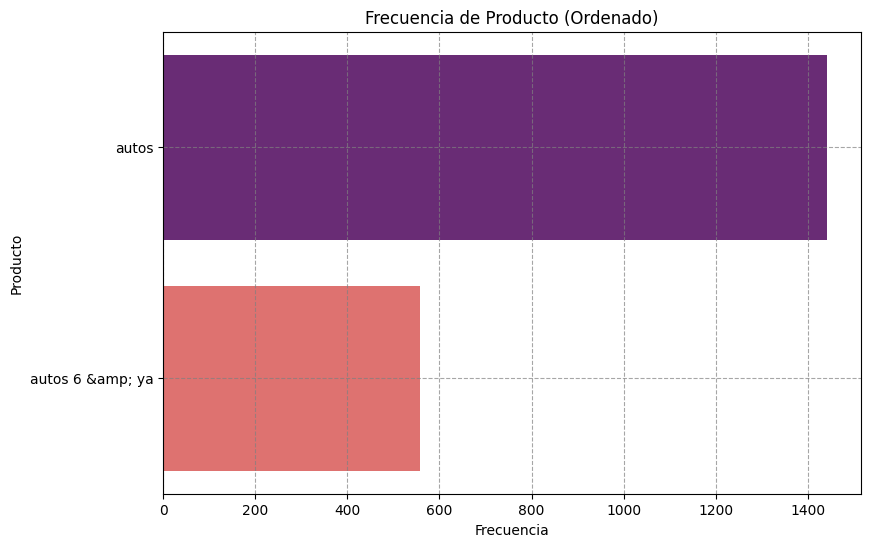 Frecuencia de Producto (Ordenado)
Producto
autos
autos 6 &amp; ya
0 200 400 600 800 1000 1200 1400
Frecuencia